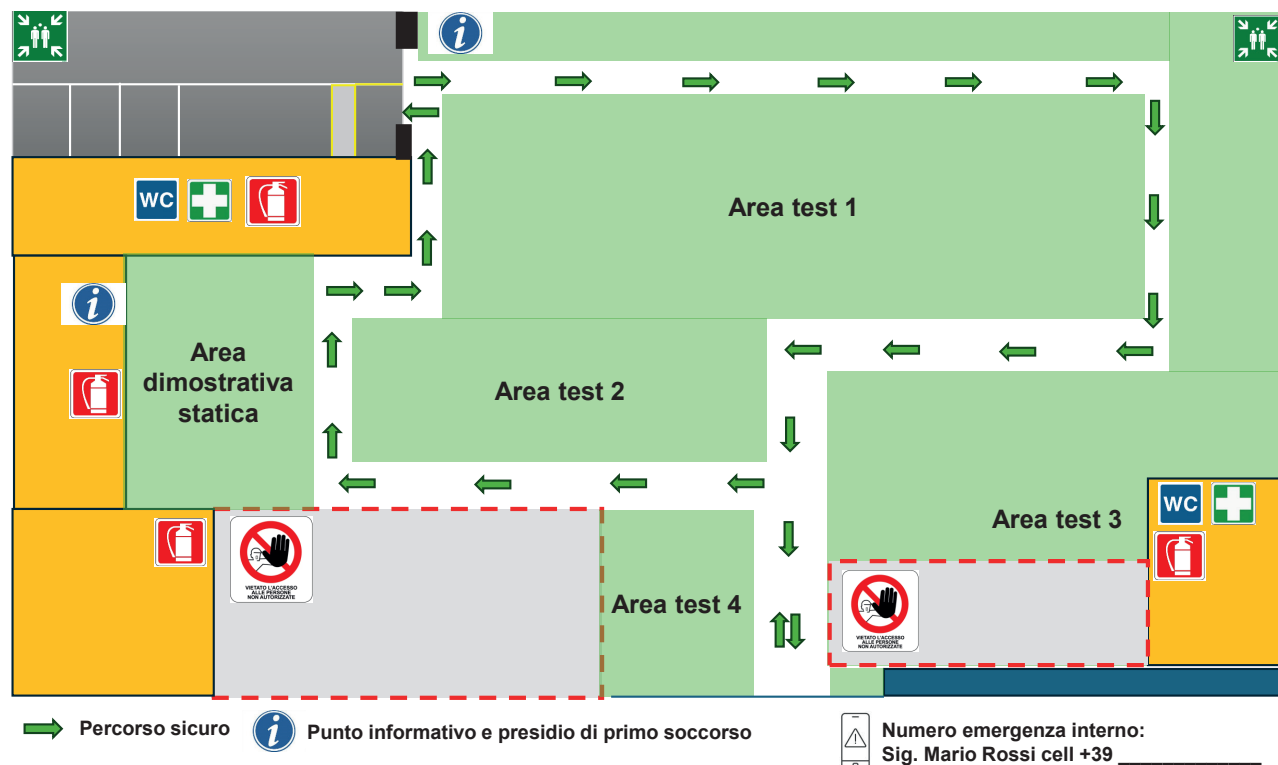 i
WC
Area test 1
i
Area
dimostrativa
statica
Area test 2
Area test 3
WC
VIETATO L'ACCESSO
ALLE PERSONE
NON AUTORIZZATE
Area test 4
VIETATO L'ACCESSO
ALLE PERSONE
NON AUTORIZZATE
Percorso sicuro
i
Punto informativo e presidio di primo soccorso
Numero emergenza interno:
Sig. Mario Rossi cell +39 ______________